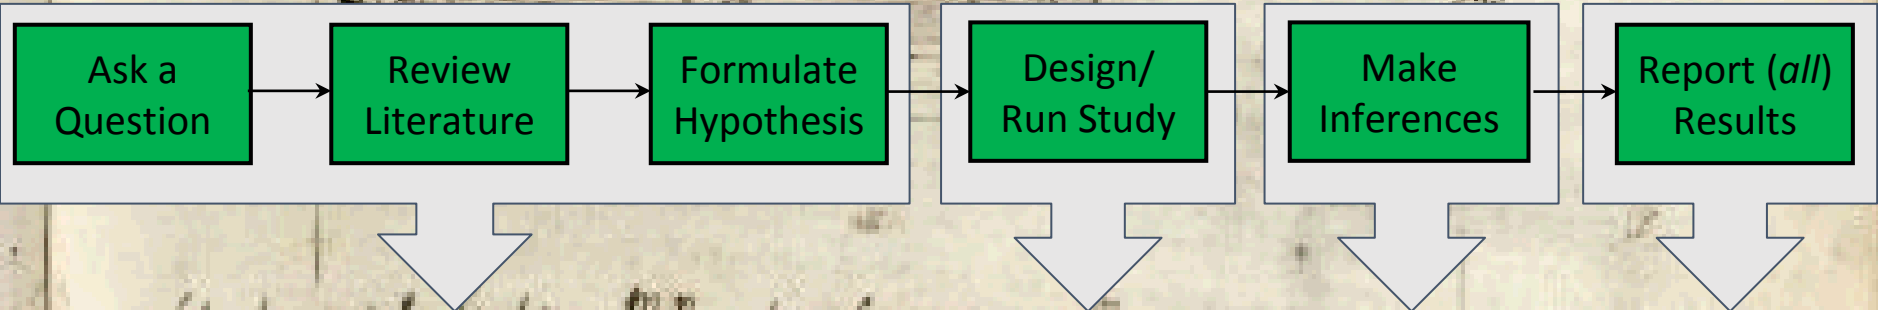 Ask a
Question
Review
Literature
Formulate
Hypothesis
Design/
Run Study
Make
Inferences
Report (all)
Results